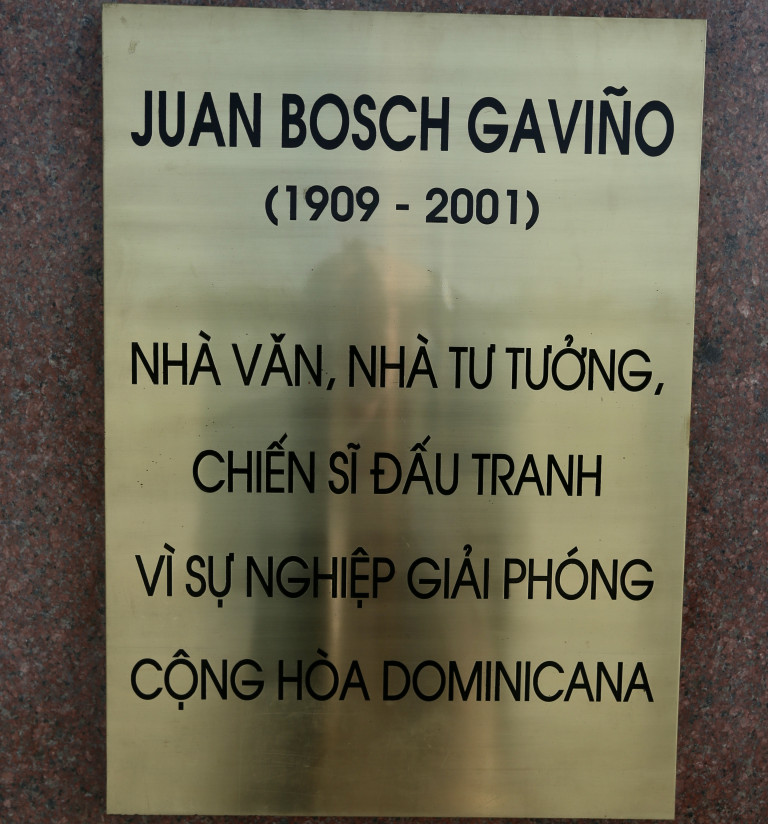 JUAN BOSCH GAVIÑO
(1909 - 2001)
NHÀ VĂN, NHÀ TƯ TƯỞNG,
CHIẾN SĨ ĐẤU TRANH
VÌ SỰ NGHIỆP GIẢI PHÓNG
CỘNG HÒA DOMINICANA